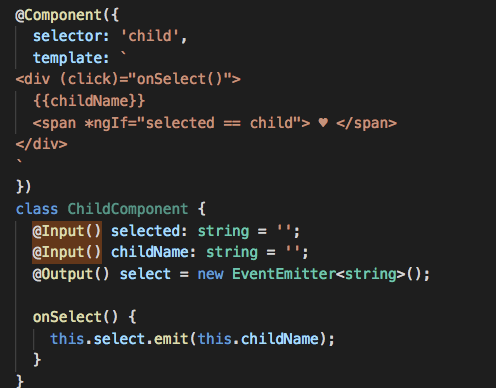 @Component({
  selector: 'child',
  template: `
<div (click)="onSelect()">
  {{childName}}
  <span *ngIf="selected == child"> ♥ </span>
</div>
`
})
class ChildComponent {
  @Input() selected: string = '';
  @Input() childName: string = '';
  @Output() select = new EventEmitter<string>();

  onSelect() {
    this.select.emit(this.childName);
  }
}